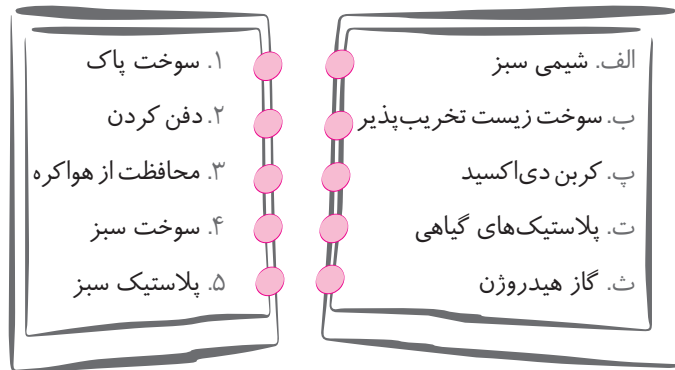 الف. شیمی سبز
ب. سوخت زیست تخریب‌پذیر
پ. کربن دی‌اکسید
ت. پلاستیک‌های گیاهی
ث. گاز هیدروژن
۱. سوخت پاک
۲. دفن کردن
۳. محافظت از هواکره
۴. سوخت سبز
۵. پلاستیک سبز